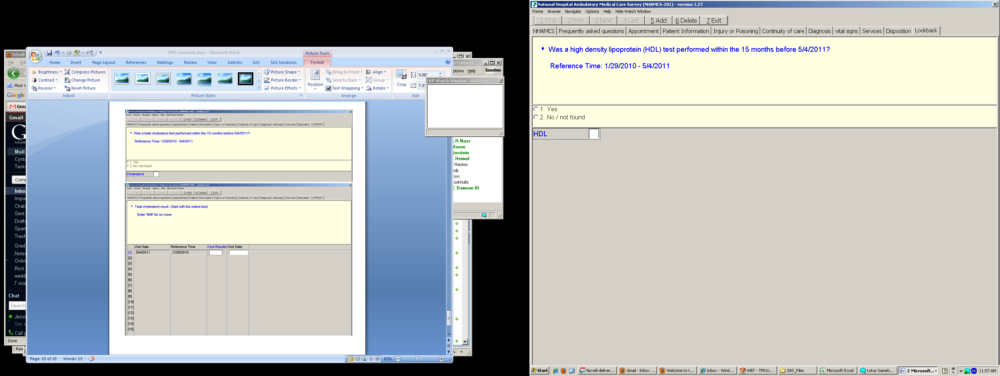 Gmail
File Edi
Most V
Google
Gma
Gmail
G
by Goo
Mail
Conta
Tasks
Comp
Inbo
Impor
Chats
Sent
Drafts
Spam
Trash
Grad
Notes
Onlin
Rich
wedd
7 mon
Chat
Search
Jessi
Set s
Call p
Done
Rea
OPD Lookback.docx - Microsoft Word
Picture Tools
Home Insert Page Layout References Mailings Review View Add-Ins SAS SAS Solutions Format
Brightness Compress Pictures Picture Shape Bring to Front Align 5.08"
Contrast Change Picture Picture Border Send to Back Group
Recolor Reset Picture Picture Effects Position Text Wrapping Rotate Crop 7.5
Adjust Picture Styles Arrange Size
National Hospital Ambulatory Medical Care Survey (NHAMCS-201) - version 1.27
Forms Answer Navigate Options Help Hide Watch Window
1 First 2 Prev 3 Next 4 Last 5 Add 6 Delete 7 Exit
NHAMCS Frequently asked questions Appointment Patient Information Injury or Poisoning Continuity of care Diagnosis vital signs Services Disposition Lookback
♦ Was a total cholesterol test performed within the 15 months before 5/4/2011?
Reference Time: 1/29/2010 - 5/4/2011
1. Yes
2. No / not found
Cholesterol
National Hospital Ambulatory Medical Care Survey (NHAMCS-201) - version 1.27
Forms Answer Navigate Options Help Hide Watch Window
1 First 2 Prev 3 Next 4 Last 5 Add 6 Delete 7 Exit
NHAMCS Frequently asked questions Appointment Patient Information Injury or Poisoning Continuity of care Diagnosis vital signs Services Disposition Lookback
♦ Total cholesterol result (Start with the oldest test)
Enter '999' for no more
Visit Date Reference Time Chol Results Chol Date
[1] 5/4/2011 1/29/2010
[2]
[3]
[4]
[5]
[6]
[7]
[8]
[9]
[10]
[11]
[12]
[13]
[14]
[15]
Page: 10 of 10 Words: 15 85%
e Connect - ...
ptions Help Sametime
DEP Watch Window - 00020101
R Noss
Mason
Gerstein
Heimel
Heiston
ndy
oss
ookhultz
E Dawson III
%
National Hospital Ambulatory Medical Care Survey (NHAMCS-201) - version 1.27
Forms Answer Navigate Options Help Hide Watch Window
1 First 2 Prev 3 Next 4 Last 5 Add 6 Delete 7 Exit
NHAMCS Frequently asked questions Appointment Patient Information Injury or Poisoning Continuity of care Diagnosis vital signs Services Disposition Lookback
♦ Was a high density lipoprotein (HDL) test performed within the 15 months before 5/4/2011?
Reference Time: 1/29/2010 - 5/4/2011
1. Yes
2. No / not found
HDL
Start Novell-deliver... Gmail - Inbox ... Welcome to t... Inbox - Wind... WBT - TMOU... SAS_Files Microsoft Excel Lotus Sameti... 2 Microsoft... « 11:57 AM